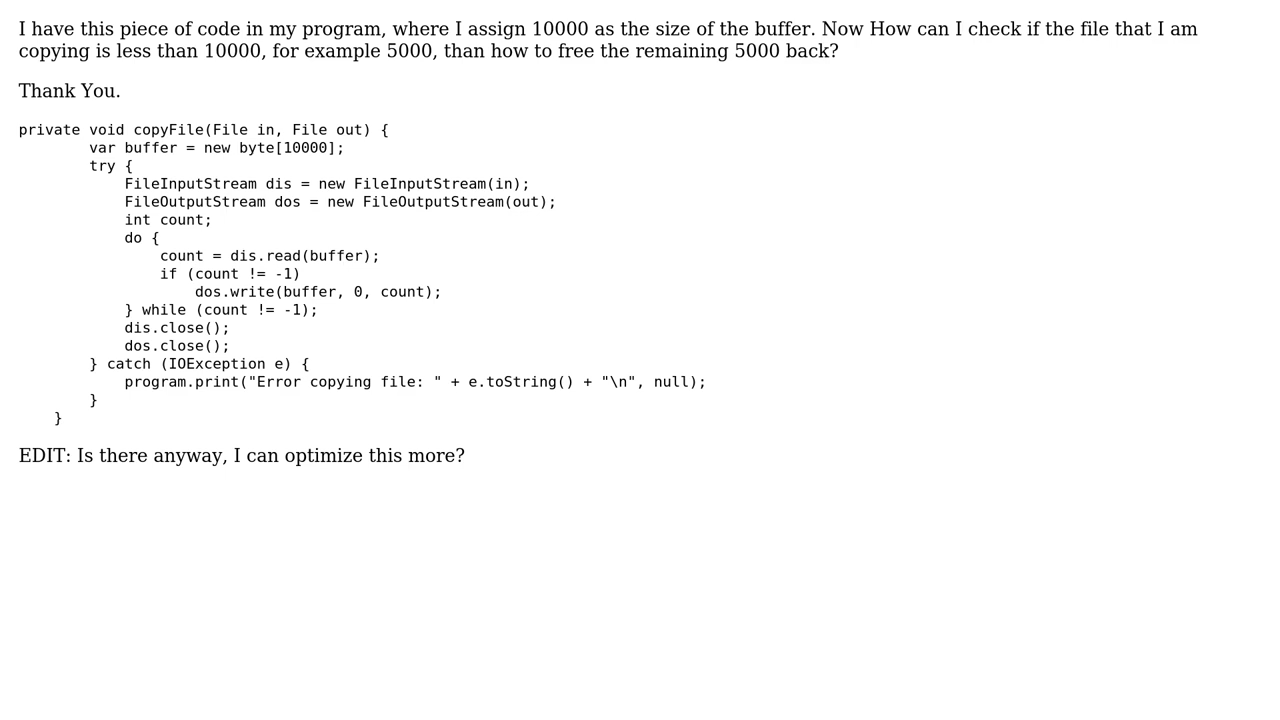 I have this piece of code in my program, where I assign 10000 as the size of the buffer. Now How can I check if the file that I am
copying is less than 10000, for example 5000, than how to free the remaining 5000 back?
Thank You.
private void copyFile(File in, File out) {
        var buffer = new byte[10000];
        try {
            FileInputStream dis = new FileInputStream(in);
            FileOutputStream dos = new FileOutputStream(out);
            int count;
            do {
                count = dis.read(buffer);
                if (count != -1)
                    dos.write(buffer, 0, count);
            } while (count != -1);
            dis.close();
            dos.close();
        } catch (IOException e) {
            program.print("Error copying file: " + e.toString() + "\n", null);
        }
    }
EDIT: Is there anyway, I can optimize this more?